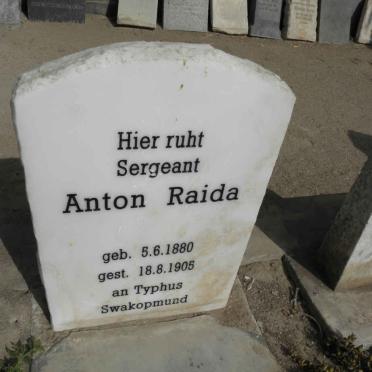 Hier ruht
Sergeant
Anton Raida
geb. 5.6.1880
gest. 18.8.1905
an Typhus
Swakopmund